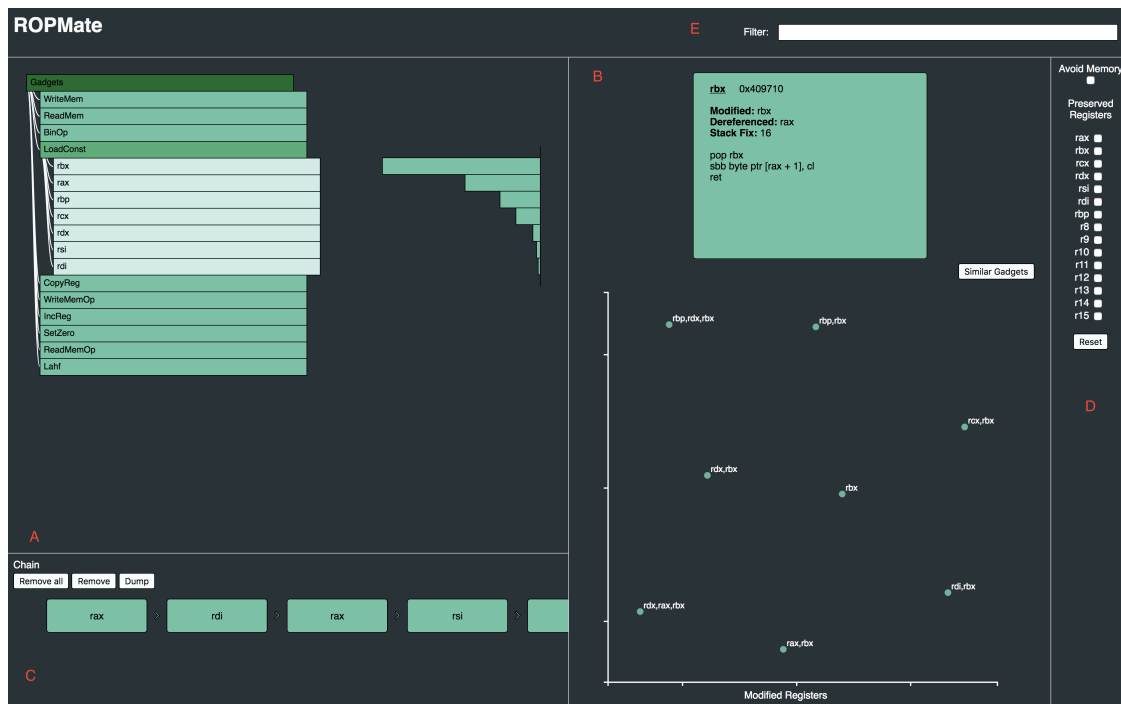 ROPMate
E
Filter:
A
Gadgets
WriteMem
ReadMem
BinOp
LoadConst
rbx
rax
rbp
rcx
rdx
rsi
rdi
CopyReg
WriteMemOp
IncReg
SetZero
ReadMemOp
Lahf
B
rbx 0x409710
Modified: rbx
Dereferenced: rax
Stack Fix: 16
pop rbx
sbb byte ptr [rax + 1], cl
ret
Similar Gadgets
rbp,rdx,rbx
rbp,rbx
rcx,rbx
rdx,rbx
rbx
rdi,rbx
rdx,rax,rbx
rax,rbx
Modified Registers
Avoid Memory
Preserved
Registers
rax
rbx
rcx
rdx
rsi
rdi
rbp
r8
r9
r10
r11
r12
r13
r14
r15
Reset
D
Chain
Remove all Remove Dump
rax rdi rax rsi
C